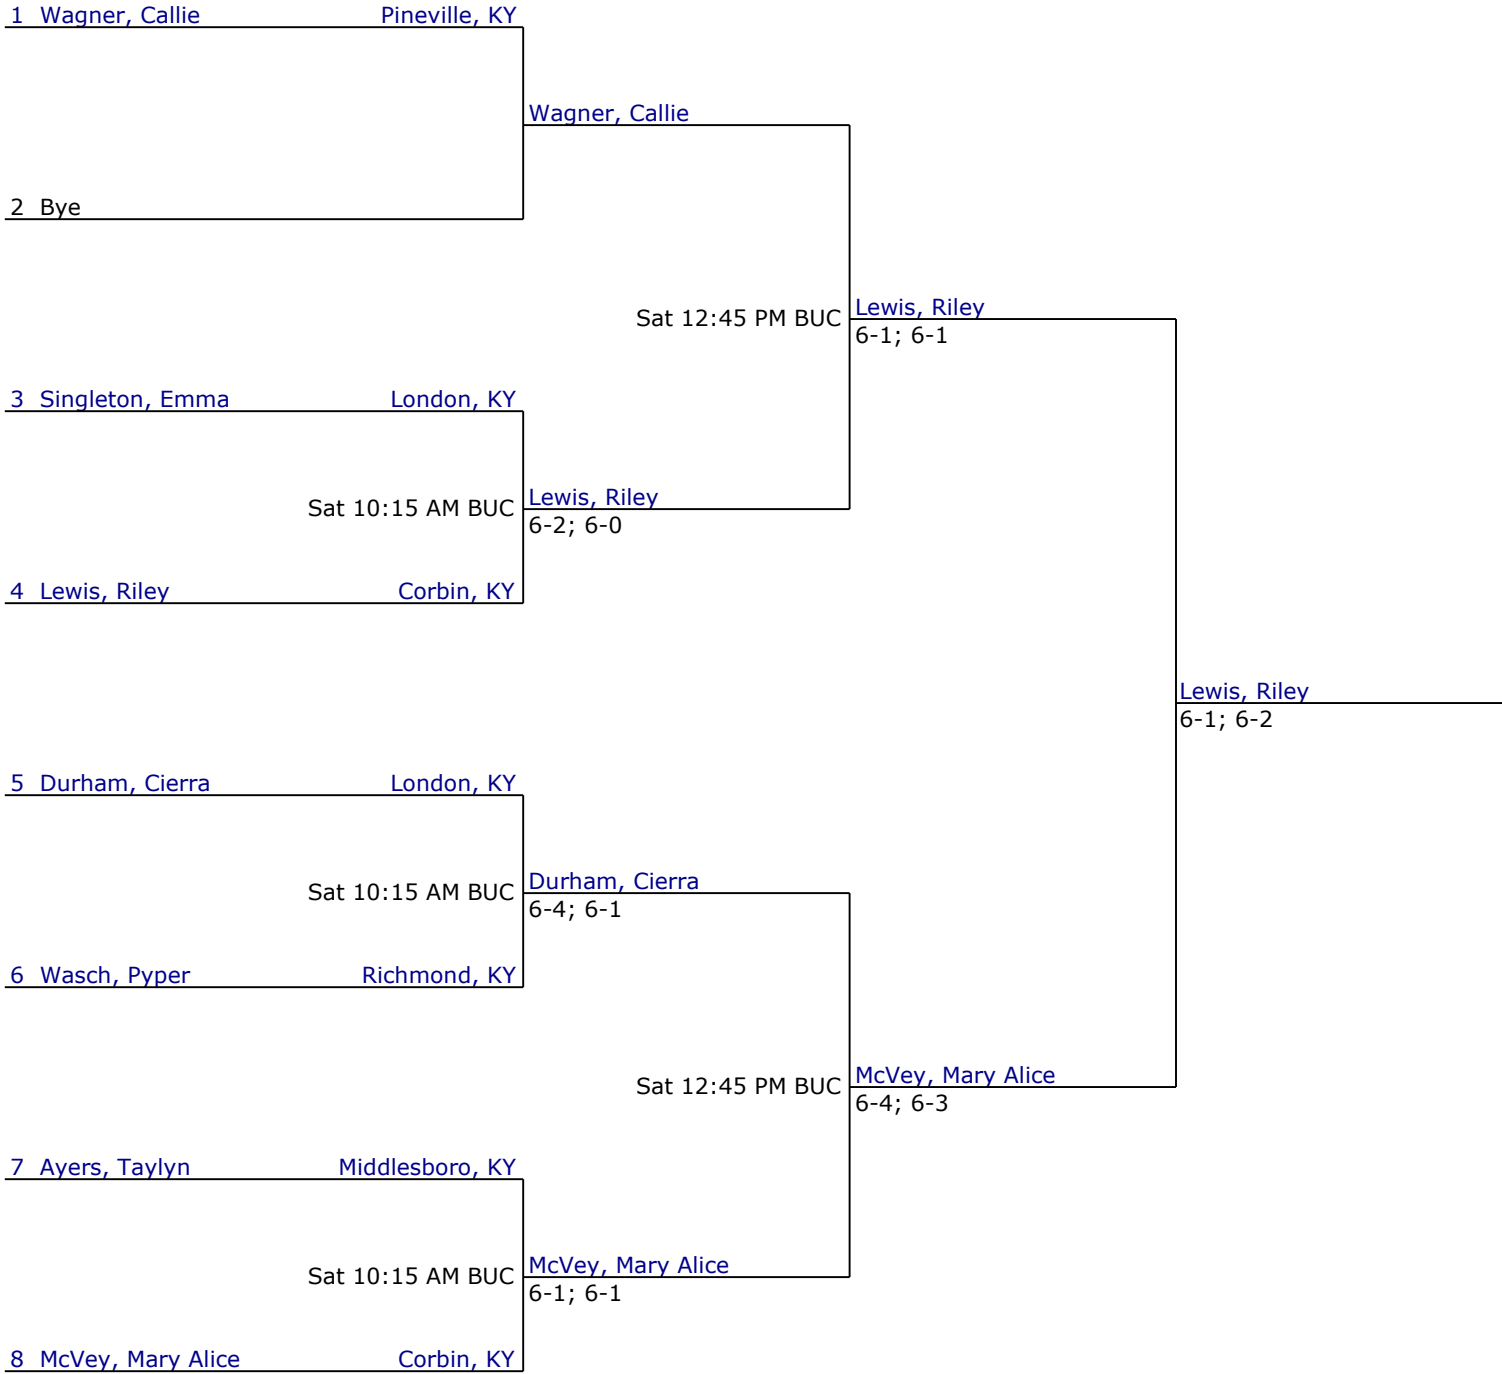 1 Wagner, Callie Pineville, KY
Wagner, Callie
2 Bye
Lewis, Riley
Sat 12:45 PM BUC
6-1; 6-1
3 Singleton, Emma London, KY
Lewis, Riley
Sat 10:15 AM BUC
6-2; 6-0
4 Lewis, Riley Corbin, KY
Lewis, Riley
6-1; 6-2
5 Durham, Cierra London, KY
Durham, Cierra
Sat 10:15 AM BUC
6-4; 6-1
6 Wasch, Pyper Richmond, KY
McVey, Mary Alice
Sat 12:45 PM BUC
6-4; 6-3
7 Ayers, Taylyn Middlesboro, KY
McVey, Mary Alice
Sat 10:15 AM BUC
6-1; 6-1
8 McVey, Mary Alice Corbin, KY